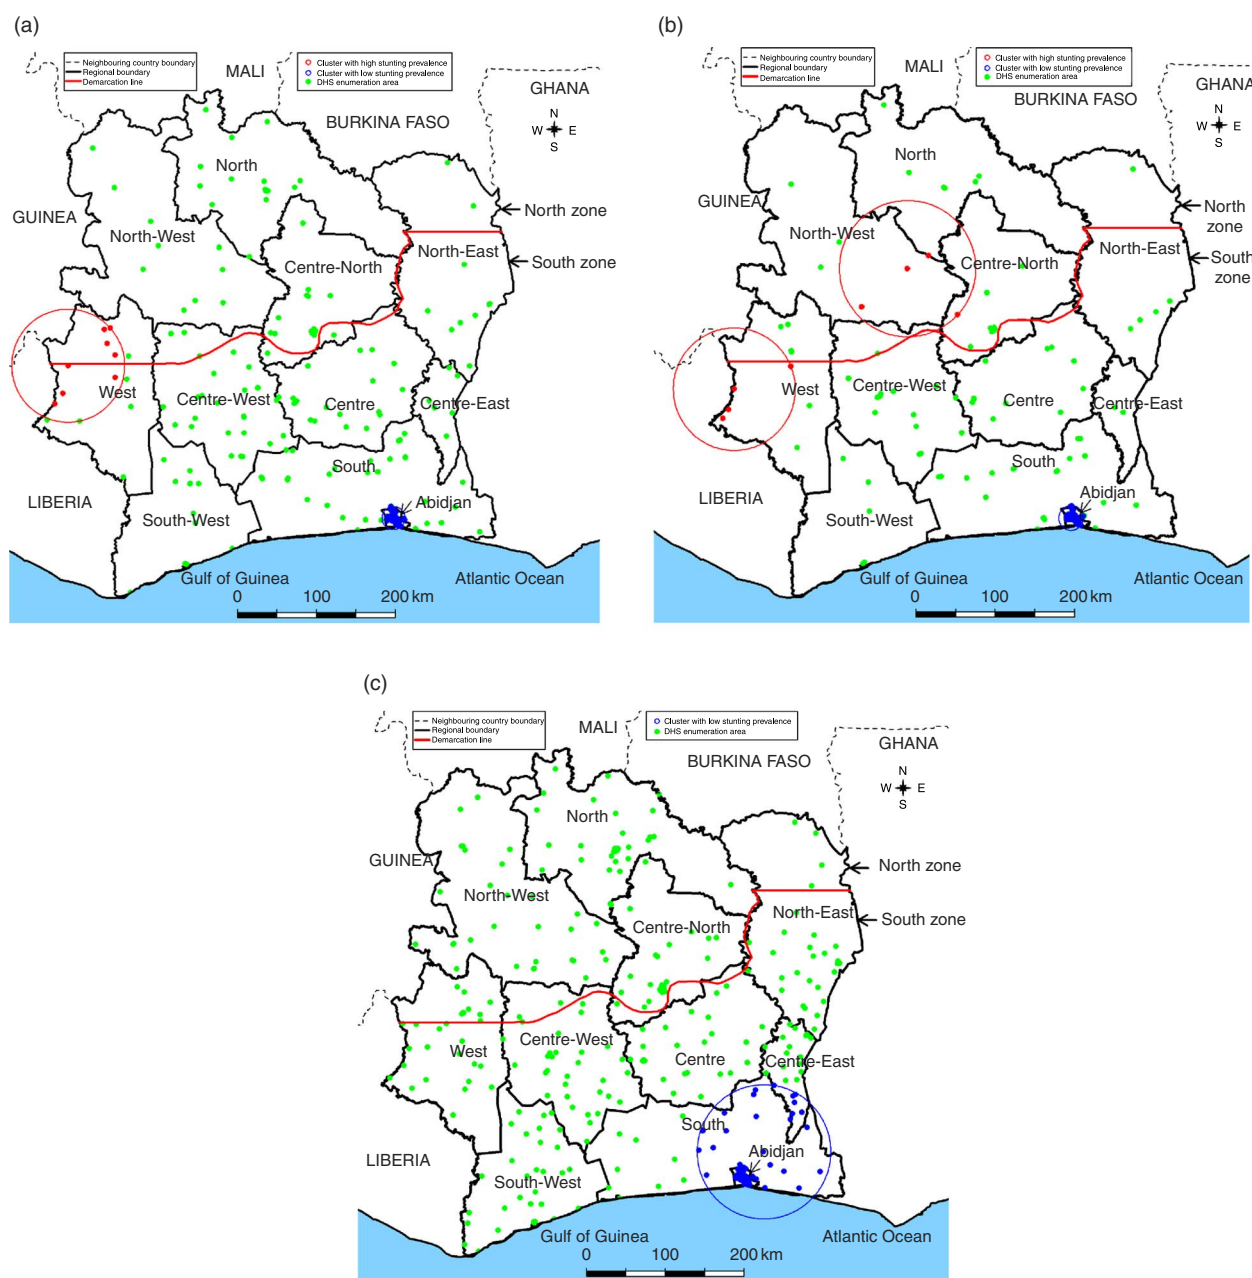 (a)
Neighbouring country boundary
Regional boundary
Demarcation line
Cluster with high stunting prevalence
Cluster with low stunting prevalence
DHS enumeration area
MALI
GHANA
BURKINA FASO
N
W E
S
North
GUINEA
North zone
North-West
North-East
Centre-North
South zone
West
Centre-West
Centre
Centre-East
South
LIBERIA
Abidjan
South-West
Gulf of Guinea
Atlantic Ocean
0 100 200 km
(b)
Neighbouring country boundary
Regional boundary
Demarcation line
Cluster with high stunting prevalence
Cluster with low stunting prevalence
DHS enumeration area
MALI
GHANA
BURKINA FASO
N
W E
S
North
GUINEA
North
zone
North-West
North-East
Centre-North
South
zone
West
Centre-West
Centre
Centre-East
South
LIBERIA
Abidjan
South-West
Gulf of Guinea
Atlantic Ocean
0 100 200 km
(c)
Neighbouring country boundary
Regional boundary
Demarcation line
Cluster with low stunting prevalence
DHS enumeration area
MALI
GHANA
BURKINA FASO
N
W E
S
North
GUINEA
North zone
North-West
North-East
Centre-North
South zone
West
Centre-West
Centre
Centre-East
South
LIBERIA
Abidjan
South-West
Gulf of Guinea
Atlantic Ocean
0 100 200 km